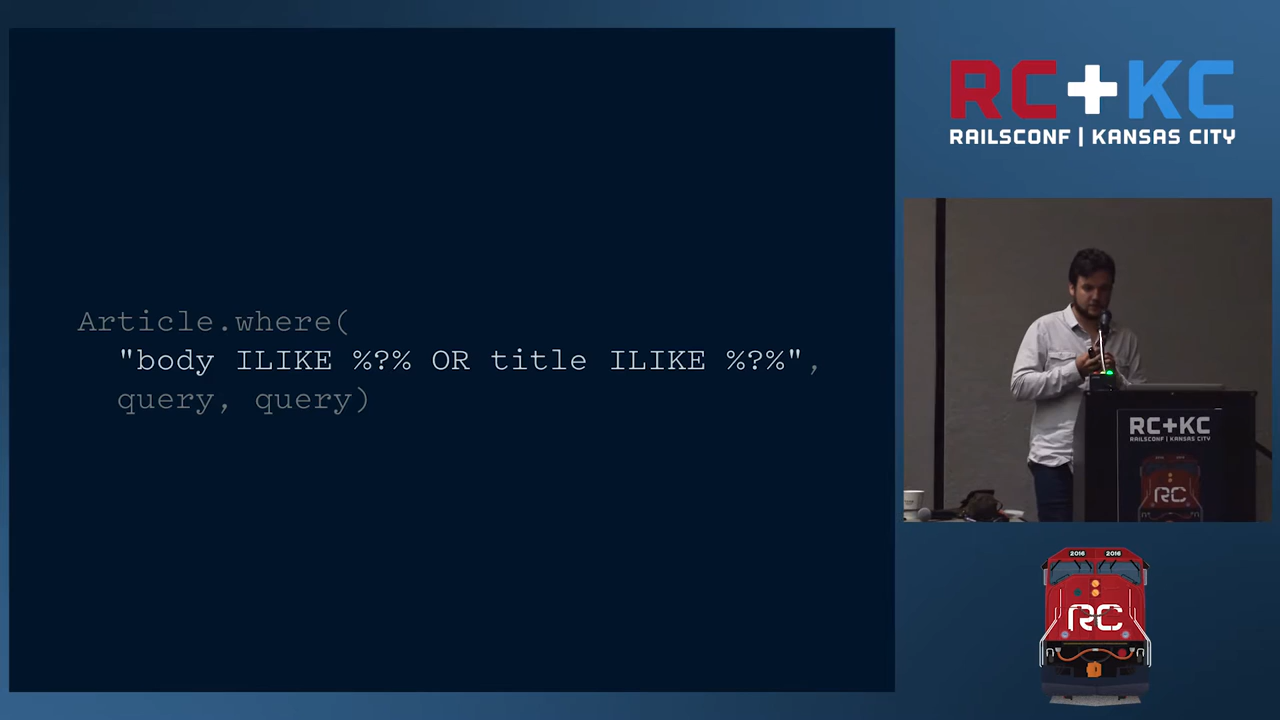 Article.where(
"body ILIKE %?% OR title ILIKE %?%",
query, query)
RC+KC
RAILSCONF | KANSAS CITY
RC+KC
RAILSCONF | KANSAS CITY
RC
2016 2016
RC